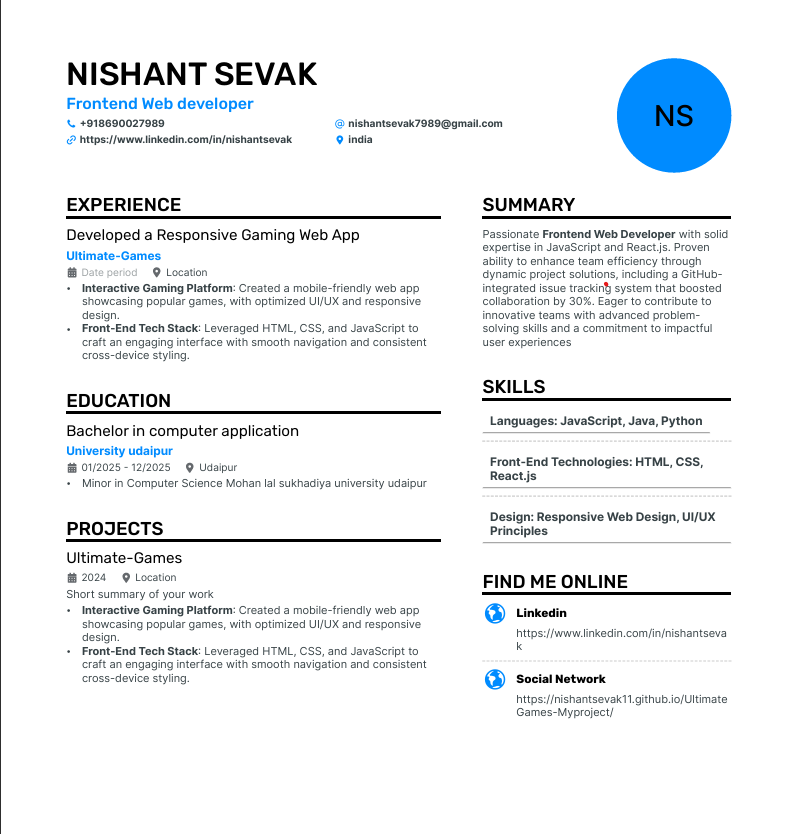 NISHANT SEVAK
Frontend Web developer
+918690027989
nishantsevak7989@gmail.com
https://www.linkedin.com/in/nishantsevak
india
NS
EXPERIENCE
Developed a Responsive Gaming Web App
Ultimate-Games
Date period Location
• Interactive Gaming Platform: Created a mobile-friendly web app
showcasing popular games, with optimized UI/UX and responsive
design.
• Front-End Tech Stack: Leveraged HTML, CSS, and JavaScript to
craft an engaging interface with smooth navigation and consistent
cross-device styling.
EDUCATION
Bachelor in computer application
University udaipur
01/2025 - 12/2025 Udaipur
• Minor in Computer Science Mohan lal sukhadiya university udaipur
PROJECTS
Ultimate-Games
2024 Location
Short summary of your work
• Interactive Gaming Platform: Created a mobile-friendly web app
showcasing popular games, with optimized UI/UX and responsive
design.
• Front-End Tech Stack: Leveraged HTML, CSS, and JavaScript to
craft an engaging interface with smooth navigation and consistent
cross-device styling.
SUMMARY
Passionate Frontend Web Developer with solid
expertise in JavaScript and React.js. Proven
ability to enhance team efficiency through
dynamic project solutions, including a GitHub-
integrated issue tracking system that boosted
collaboration by 30%. Eager to contribute to
innovative teams with advanced problem-
solving skills and a commitment to impactful
user experiences
SKILLS
Languages: JavaScript, Java, Python
Front-End Technologies: HTML, CSS,
React.js
Design: Responsive Web Design, UI/UX
Principles
FIND ME ONLINE
Linkedin
https://www.linkedin.com/in/nishantseva
k
Social Network
https://nishantsevak11.github.io/Ultimate
Games-Myproject/